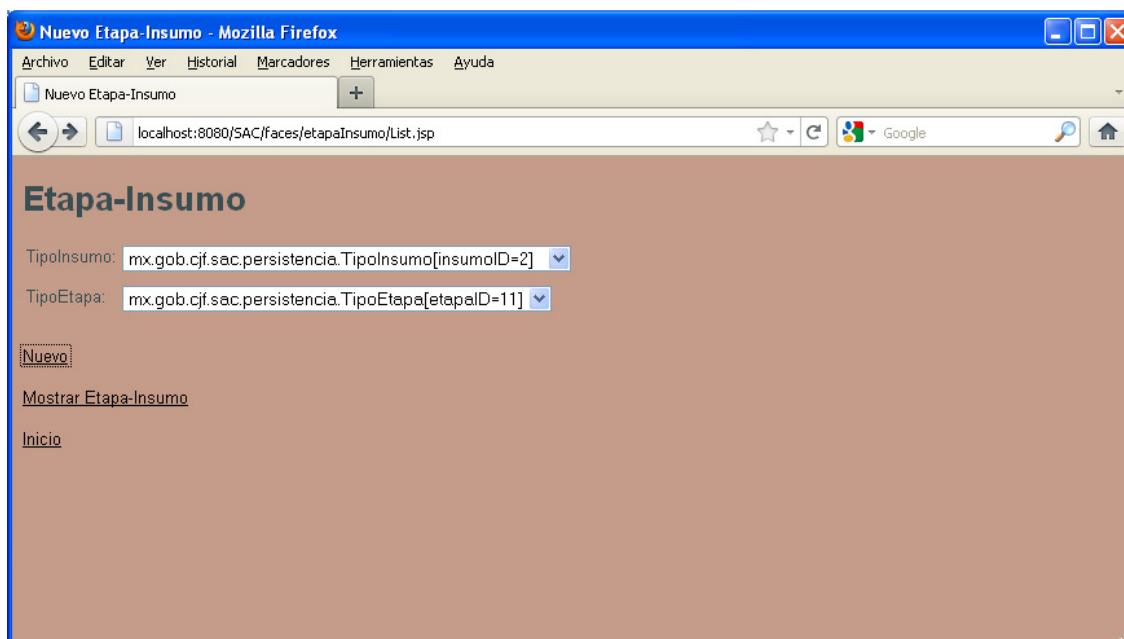 Nuevo Etapa-Insumo - Mozilla Firefox
Archivo Editar Ver Historial Marcadores Herramientas Ayuda
Nuevo Etapa-Insumo
localhost:8080/SAC/faces/etapaInsumo/List.jsp Google
Etapa-Insumo
TipoInsumo: mx.gob.cjf.sac.persistencia.TipoInsumo[insumoID=2]
TipoEtapa: mx.gob.cjf.sac.persistencia.TipoEtapa[etapaID=11]
Nuevo
Mostrar Etapa-Insumo
Inicio